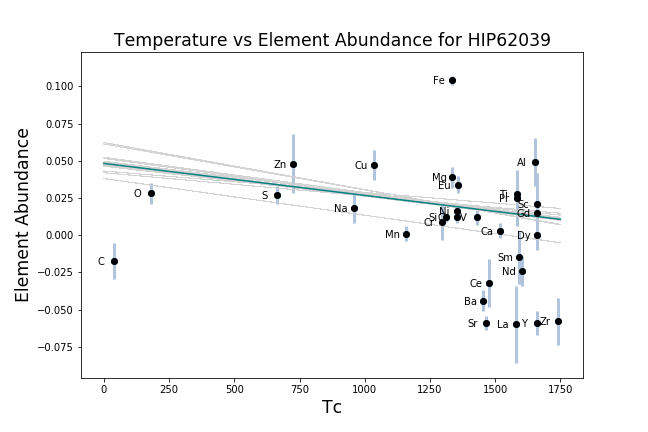 Temperature vs Element Abundance for HIP62039
Element Abundance
0.100
0.075
0.050
0.025
0.000
−0.025
−0.050
−0.075
Fe
Al
Zn
Cu
Mg
Eu
O
S
Ti
Pr
Sc
Na
Ni
Gd
Si
Co
V
Cr
Ca
Mn
Dy
C
Sm
Nd
Ce
Ba
Sr
La
Y
Zr
0
250
500
750
1000
1250
1500
1750
Tc